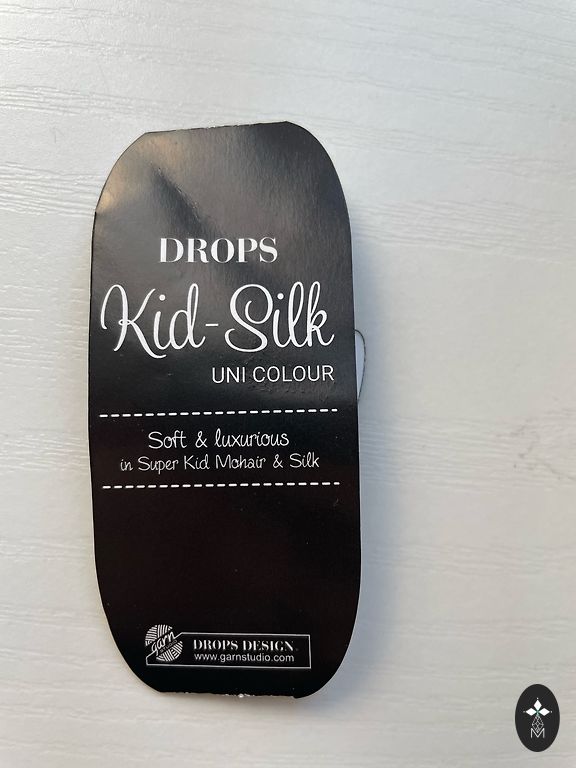 DROPS
Kid-Silk
UNI COLOUR
Soft & luxurious
in Super Kid Mohair & Silk
garn
DROPS DESIGN
www.garnstudio.com
M